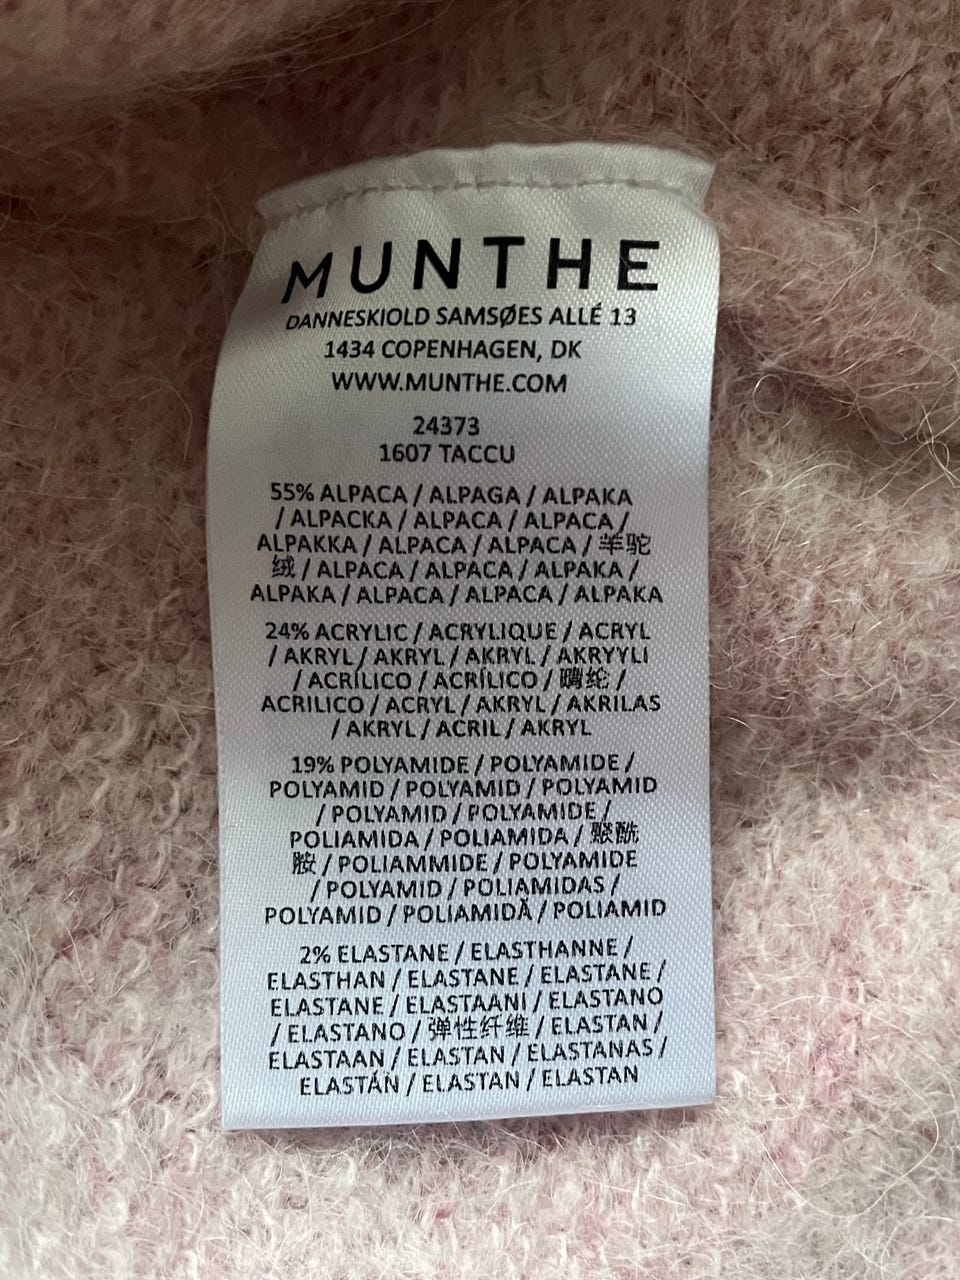 MUNTHE
DANNESKIOLD SAMSØES ALLÉ 13
1434 COPENHAGEN, DK
WWW.MUNTHE.COM
24373
1607 TACCU
55% ALPACA / ALPAGA / ALPAKA
/ ALPACKA / ALPACA / ALPACA /
ALPAKKA / ALPACA / ALPACA / 羊驼
绒 / ALPACA / ALPACA / ALPAKA /
ALPAKA / ALPACA / ALPACA / ALPAKA
24% ACRYLIC / ACRYLIQUE / ACRYL
/ AKRYL / AKRYL / AKRYL / AKRYYLI
/ ACRÍLICO / ACRÍLICO / 腈纶 /
ACRILICO / ACRYL / AKRYL / AKRILAS
/ AKRYL / ACRIL / AKRYL
19% POLYAMIDE / POLYAMIDE /
POLYAMID / POLYAMID / POLYAMID
/ POLYAMID / POLYAMIDE /
POLIAMIDA / POLIAMIDA / 聚酰
胺 / POLIAMMIDE / POLYAMIDE
/ POLYAMID / POLIAMIDAS /
POLYAMID / POLIAMIDĂ / POLIAMID
2% ELASTANE / ELASTHANNE /
ELASTHAN / ELASTANE / ELASTANE /
ELASTANE / ELASTAANI / ELASTANO
/ ELASTANO / 弹性纤维 / ELASTAN /
ELASTAAN / ELASTAN / ELASTANAS /
ELASTÁN / ELASTAN / ELASTAN